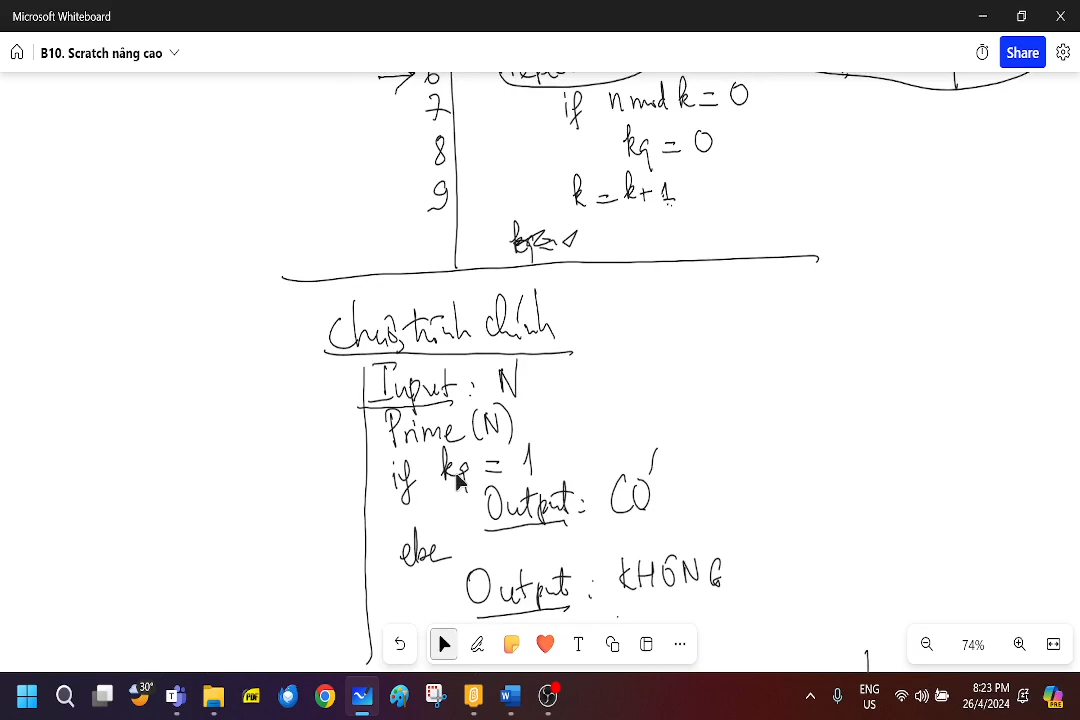 Microsoft Whiteboard
B10. Scratch nâng cao
Share
6
7 if n mod k = 0
8 kq = 0
9 k = k + 1
Chương trình chính
Input : N
Prime (N)
if kq = 1
Output : CÓ
else
Output : KHÔNG
74%
30°
ENG
US
8:23 PM
26/4/2024